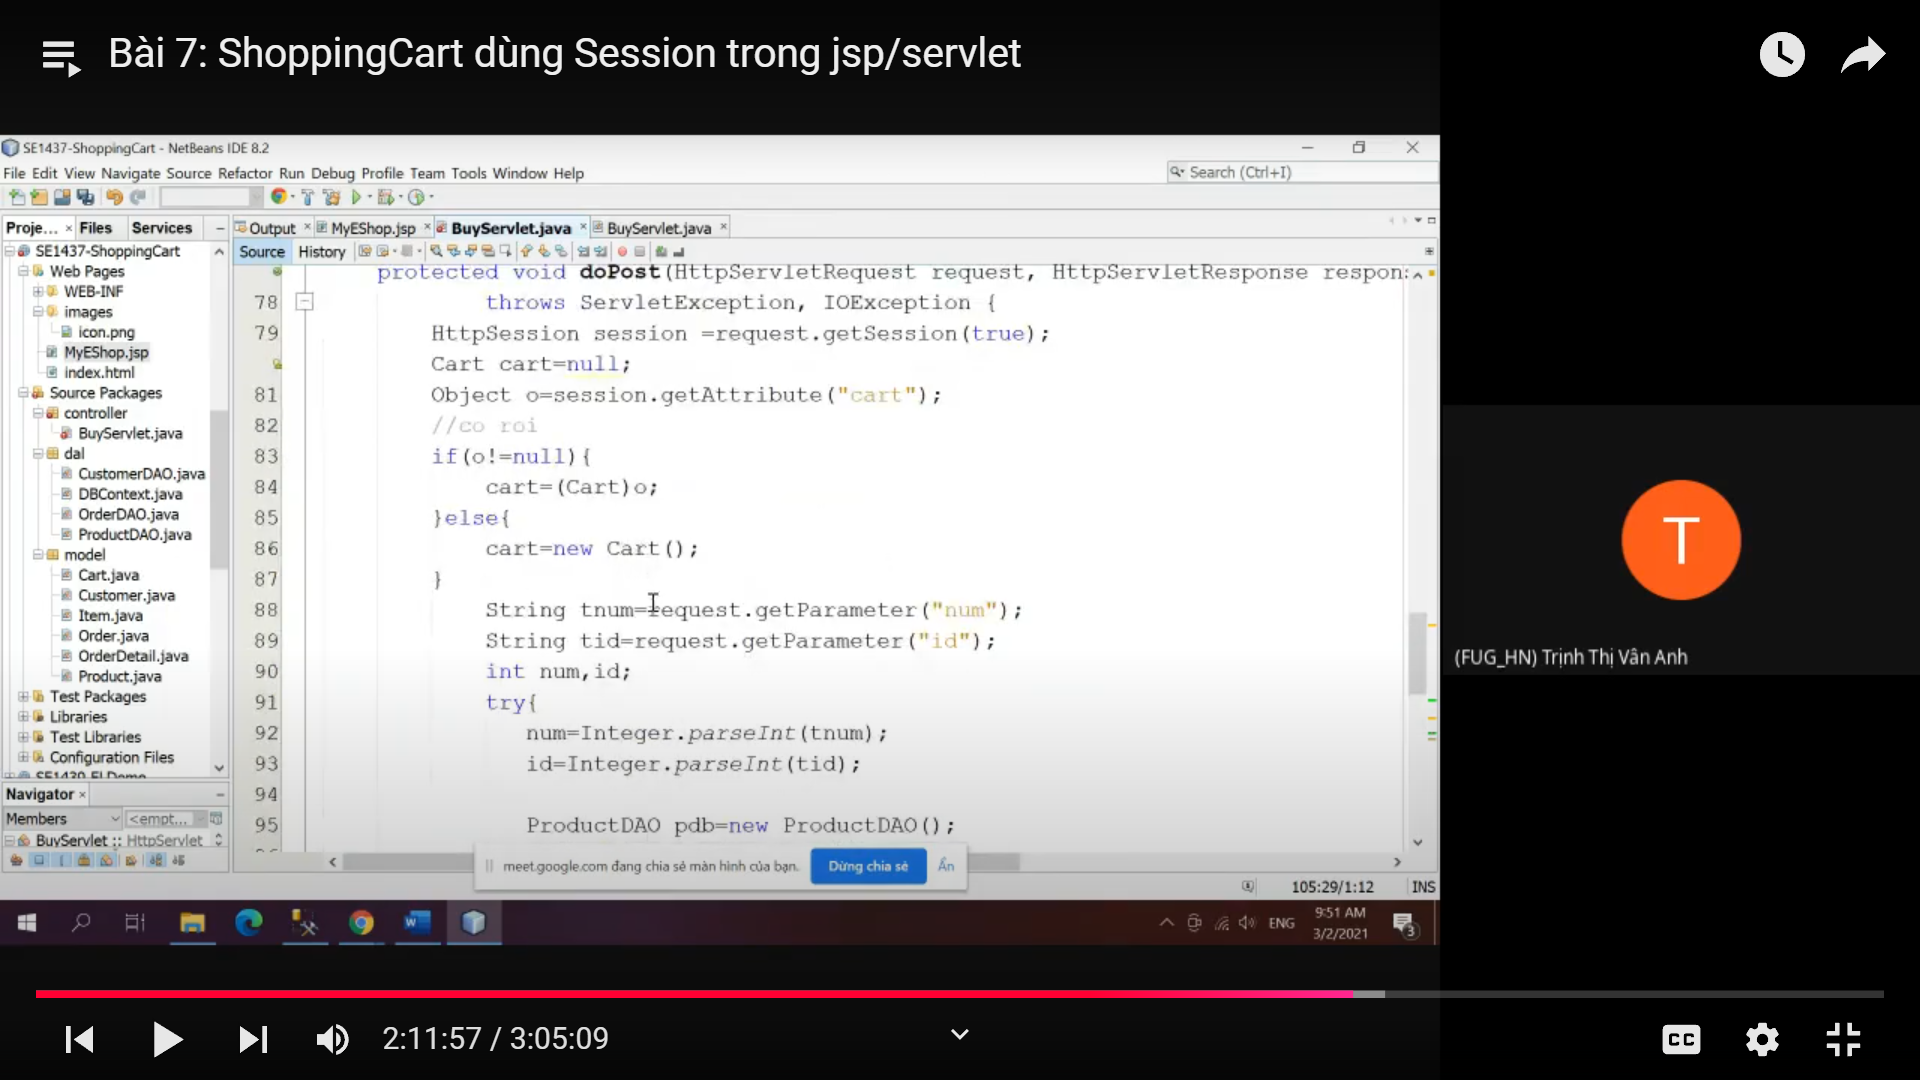 Bài 7: ShoppingCart dùng Session trong jsp/servlet
SE1437-ShoppingCart - NetBeans IDE 8.2
File Edit View Navigate Source Refactor Run Debug Profile Team Tools Window Help
Search (Ctrl+I)
Proje... × Files Services
Output × MyEShop.jsp × BuyServlet.java × BuyServlet.java ×
Source History
SE1437-ShoppingCart
Web Pages
WEB-INF
images
icon.png
MyEShop.jsp
index.html
Source Packages
controller
BuyServlet.java
dal
CustomerDAO.java
DBContext.java
OrderDAO.java
ProductDAO.java
model
Cart.java
Customer.java
Item.java
Order.java
OrderDetail.java
Product.java
Test Packages
Libraries
Test Libraries
Configuration Files
Navigator ×
Members <empt...
BuyServlet :: HttpServlet
protected void doPost(HttpServletRequest request, HttpServletResponse respon
78 throws ServletException, IOException {
79 HttpSession session =request.getSession(true);
Cart cart=null;
81 Object o=session.getAttribute("cart");
82 //co roi
83 if(o!=null){
84 cart=(Cart)o;
85 }else{
86 cart=new Cart();
87 }
88 String tnum=request.getParameter("num");
89 String tid=request.getParameter("id");
90 int num,id;
91 try{
92 num=Integer.parseInt(tnum);
93 id=Integer.parseInt(tid);
94
95 ProductDAO pdb=new ProductDAO();
meet.google.com đang chia sẻ màn hình của bạn. Dừng chia sẻ Ẩn
105:29/1:12 INS
ENG
9:51 AM
3/2/2021
3
T
(FUG_HN) Trịnh Thị Vân Anh
2:11:57 / 3:05:09
CC